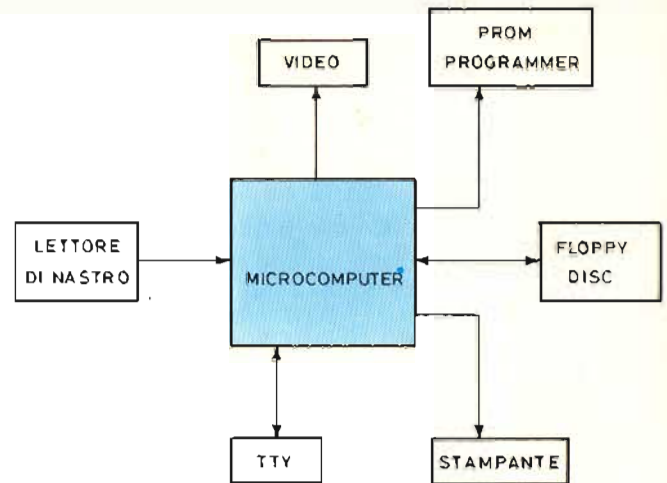 PROM
PROGRAMMER
VIDEO
LETTORE
DI NASTRO
MICROCOMPUTER
FLOPPY
DISC
TTY
STAMPANTE